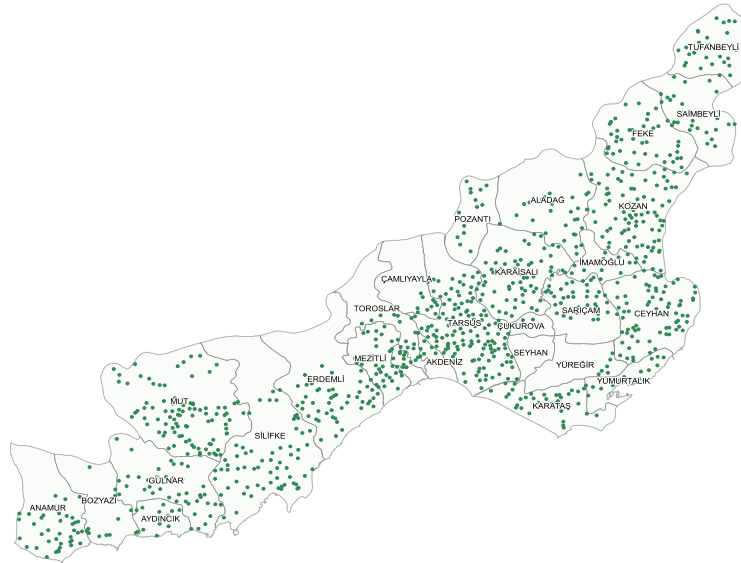 TUFANBEYLİ
SAİMBEYLİ
FEKE
ALADAĞ
KOZAN
POZANTI
İMAMOĞLU
KARAİSALI
ÇAMLIYAYLA
TOROSLAR
SARIÇAM
CEYHAN
TARSUS
ÇUKUROVA
SEYHAN
MEZİTLİ
AKDENİZ
YÜREĞİR
ERDEMLİ
YUMURTALIK
MUT
KARATAŞ
SİLİFKE
GÜLNAR
BOZYAZI
ANAMUR
AYDINCIK